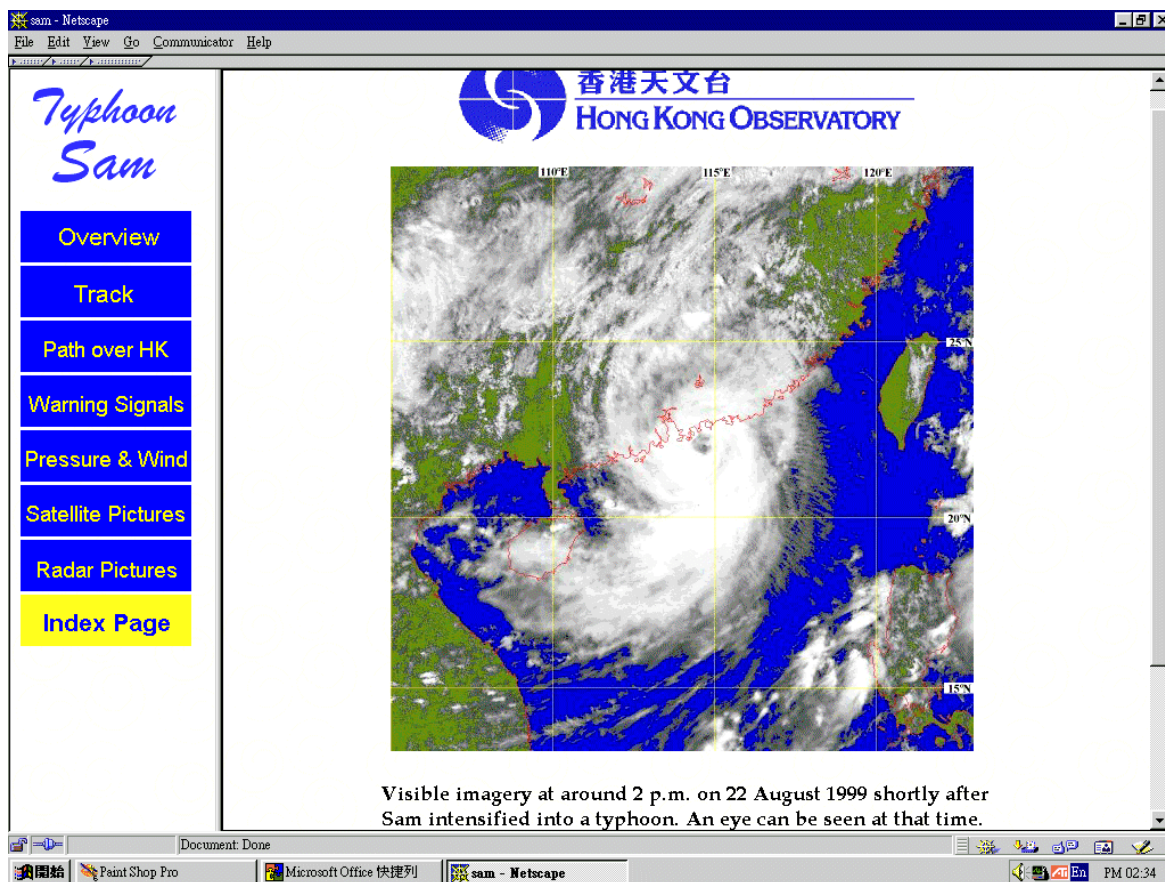 sam - Netscape
File Edit View Go Communicator Help
Typhoon
Sam
Overview
Track
Path over HK
Warning Signals
Pressure & Wind
Satellite Pictures
Radar Pictures
Index Page
香港天文台
HONG KONG OBSERVATORY
110°E 115°E 120°E
25°N
20°N
15°N
Visible imagery at around 2 p.m. on 22 August 1999 shortly after
Sam intensified into a typhoon. An eye can be seen at that time.
Document: Done
開始 Paint Shop Pro Microsoft Office 快捷列 sam - Netscape En PM 02:34